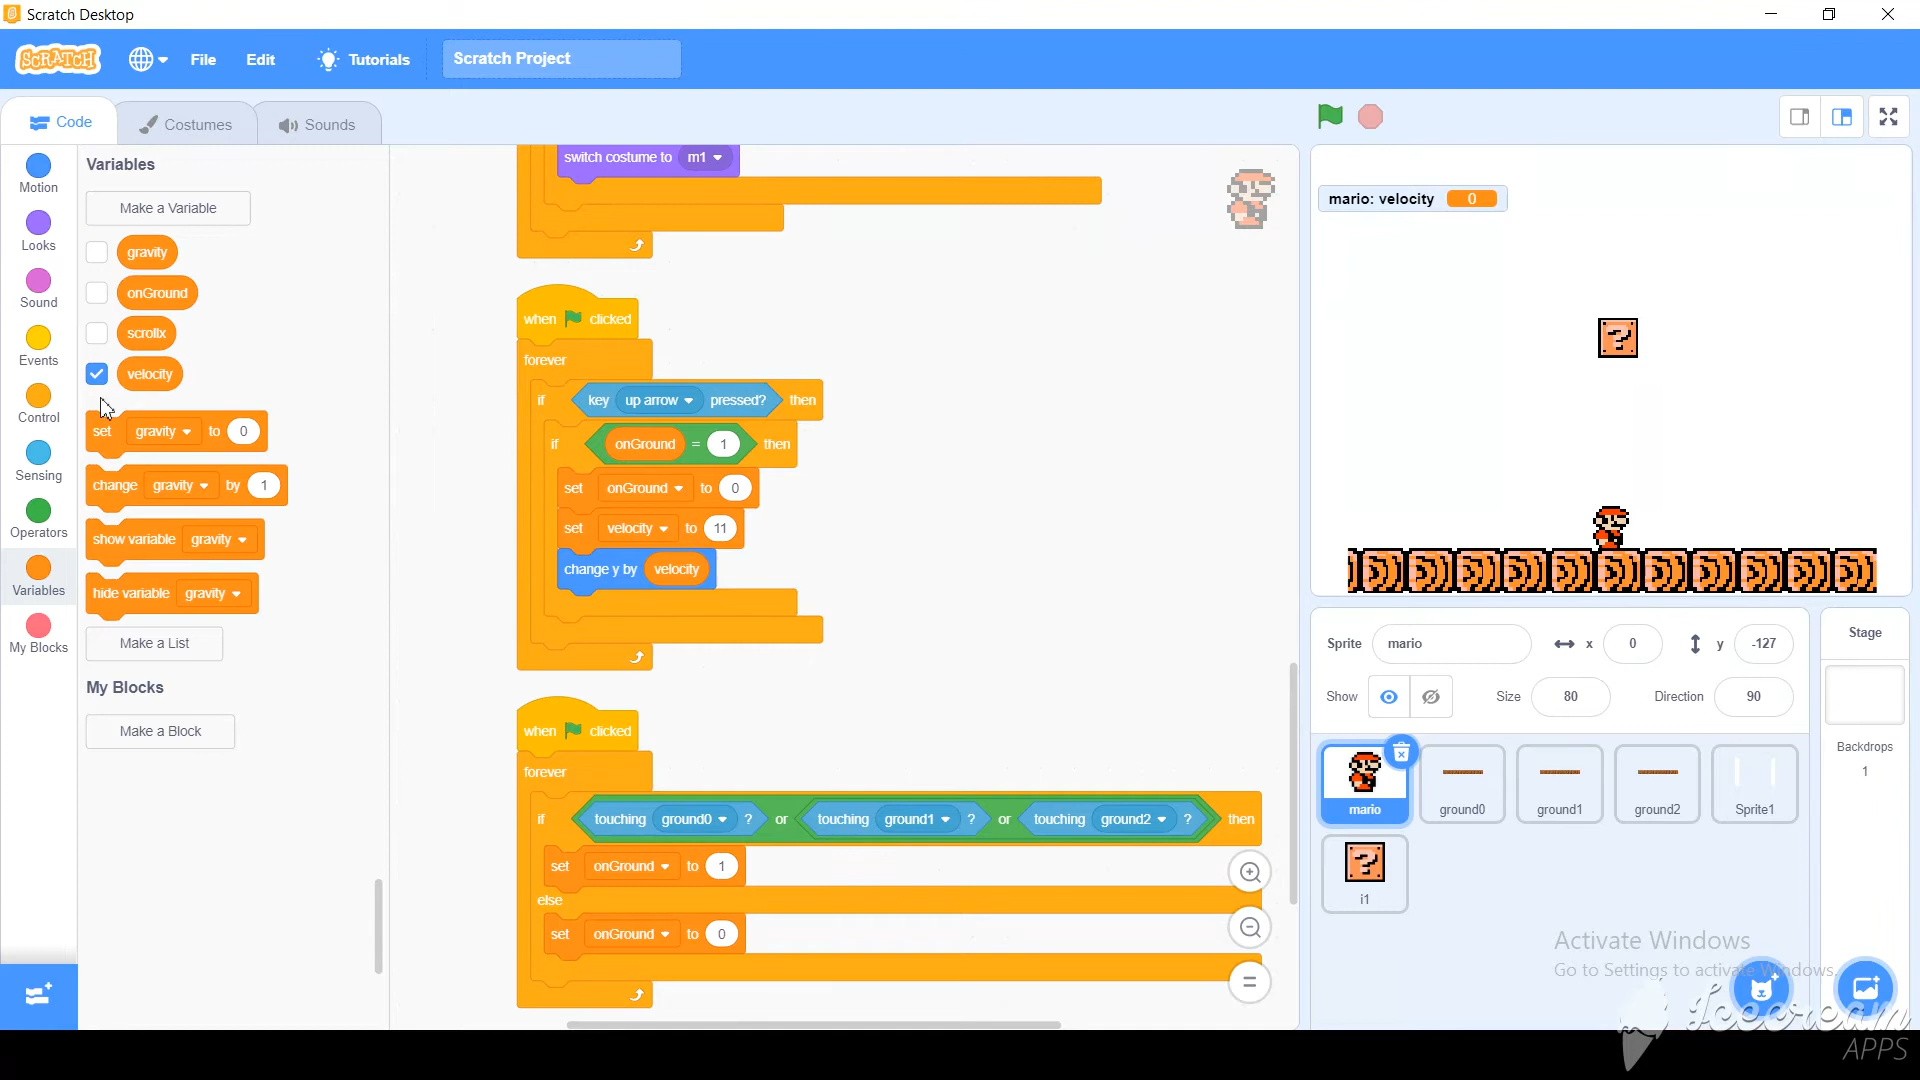 Scratch Desktop
SCRATCH
File
Edit
Tutorials
Scratch Project
Code
Costumes
Sounds
Motion
Looks
Sound
Events
Control
Sensing
Operators
Variables
My Blocks
Variables
Make a Variable
gravity
onGround
scrollx
velocity
set gravity to 0
change gravity by 1
show variable gravity
hide variable gravity
Make a List
My Blocks
Make a Block
switch costume to m1
when clicked
forever
if key up arrow pressed? then
if onGround = 1 then
set onGround to 0
set velocity to 11
change y by velocity
when clicked
forever
if touching ground0 ? or touching ground1 ? or touching ground2 ? then
set onGround to 1
else
set onGround to 0
mario: velocity 0
?
Sprite mario x 0 y -127
Show Size 80 Direction 90
mario
ground0
ground1
ground2
Sprite1
?
i1
Stage
Backdrops
1
Activate Windows
Go to Settings to activate Windows.
Icecream
APPS